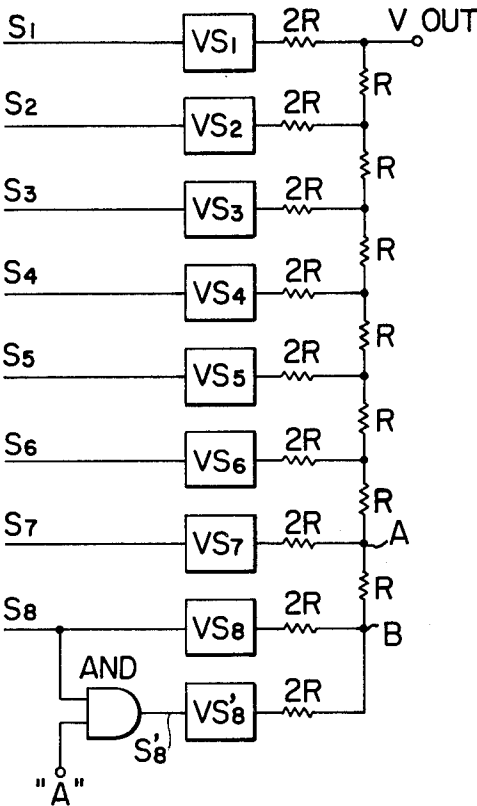 S1 VS1 2R V OUT
R
S2 VS2 2R
R
S3 VS3 2R
R
S4 VS4 2R
R
S5 VS5 2R
R
S6 VS6 2R
R
S7 VS7 2R A
R
S8 VS8 2R B
AND
VS'8 2R
S'8
"A"